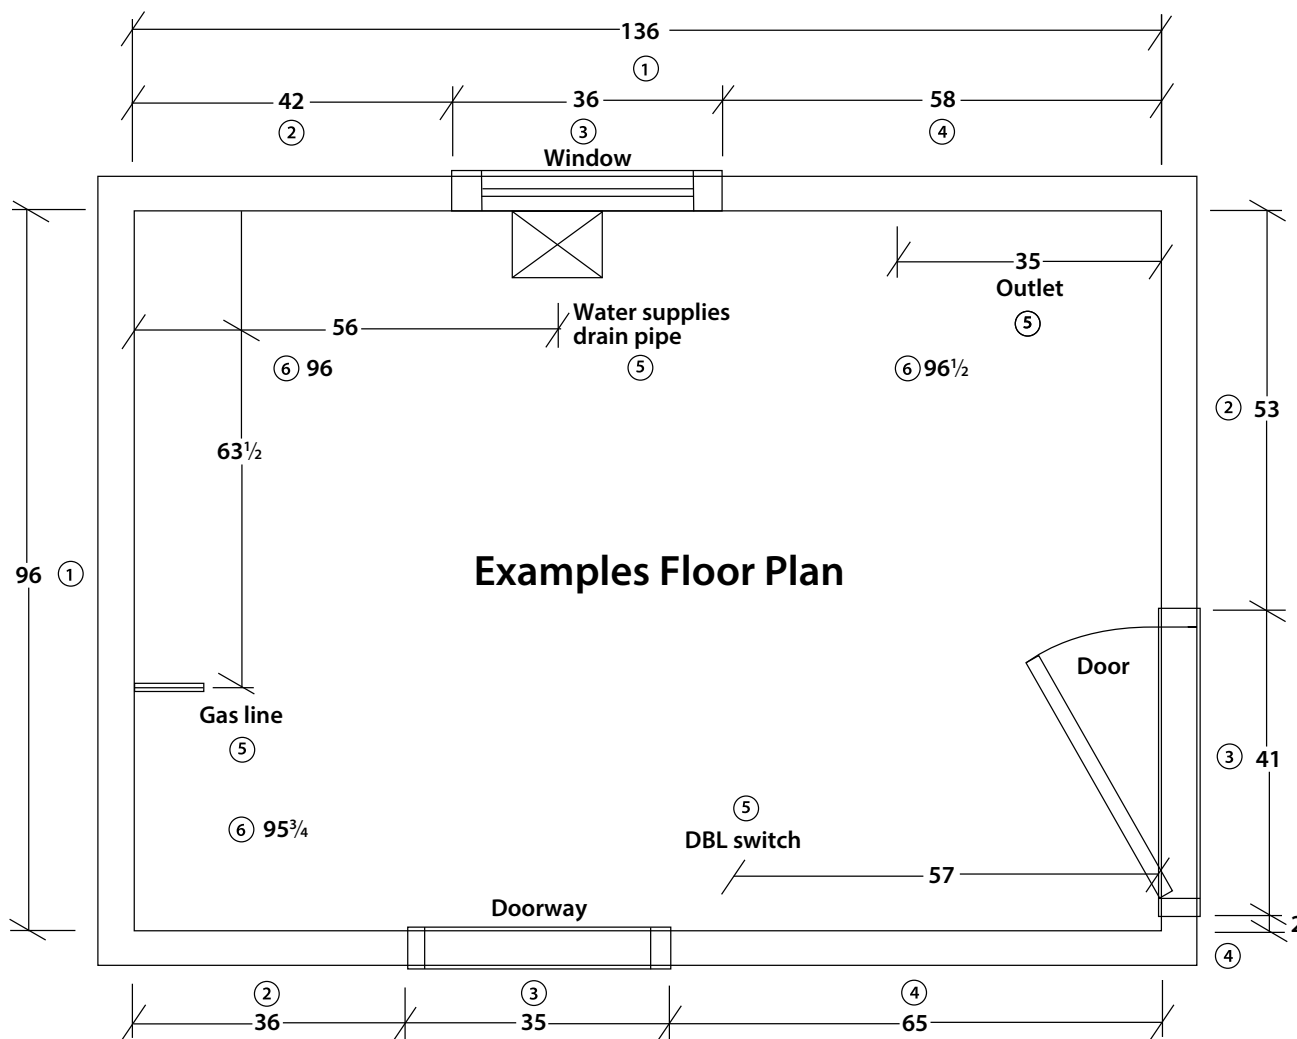 136
①
42 36 58
② ③ ④
Window
35
Outlet
⑤
Water supplies
drain pipe
⑤
56
⑥ 96
⑥ 96½
② 53
63½
Examples Floor Plan
96 ①
Door
Gas line
⑤
③ 41
⑤
DBL switch
⑥ 95¾
57
Doorway
2
④
② ③ ④
36 35 65